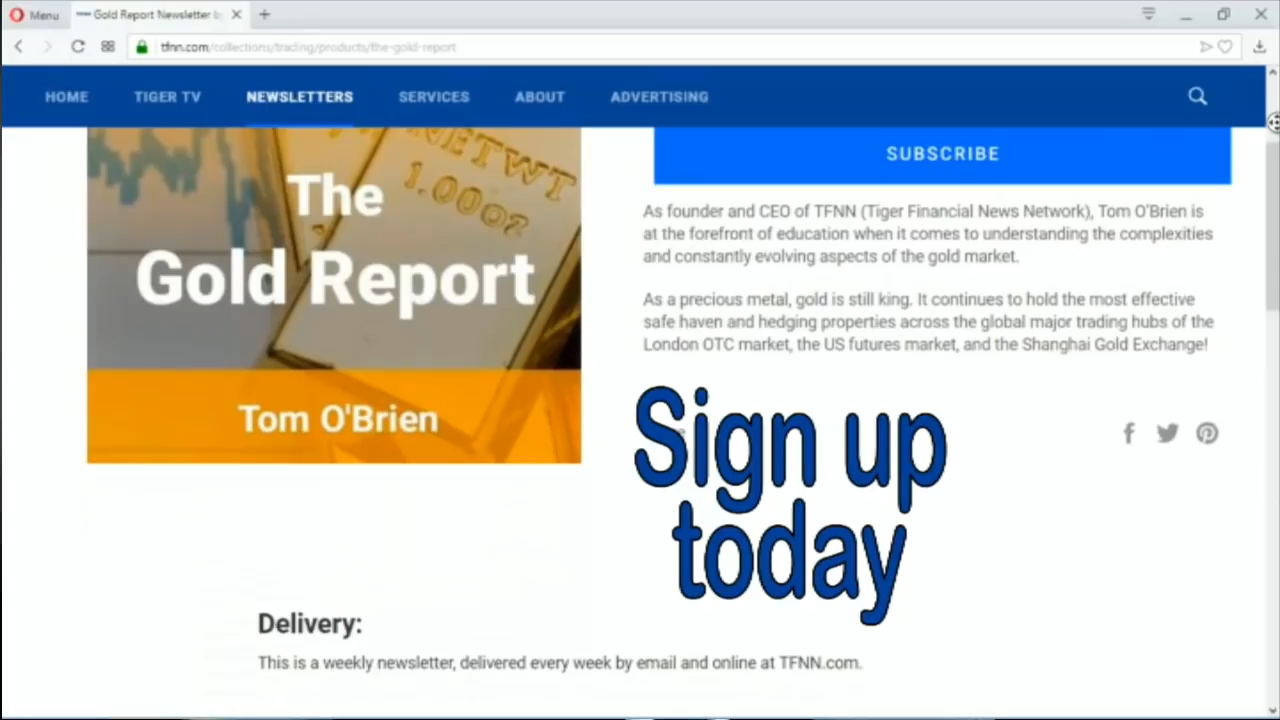 Menu
Gold Report Newsletter b
tfnn.com/collections/trading/products/the-gold-report
HOME TIGER TV NEWSLETTERS SERVICES ABOUT ADVERTISING
NETWT
1.00oz
The
Gold Report
Tom O'Brien
SUBSCRIBE
As founder and CEO of TFNN (Tiger Financial News Network), Tom O'Brien is
at the forefront of education when it comes to understanding the complexities
and constantly evolving aspects of the gold market.
As a precious metal, gold is still king. It continues to hold the most effective
safe haven and hedging properties across the global major trading hubs of the
London OTC market, the US futures market, and the Shanghai Gold Exchange!
Sign up
today
Delivery:
This is a weekly newsletter, delivered every week by email and online at TFNN.com.